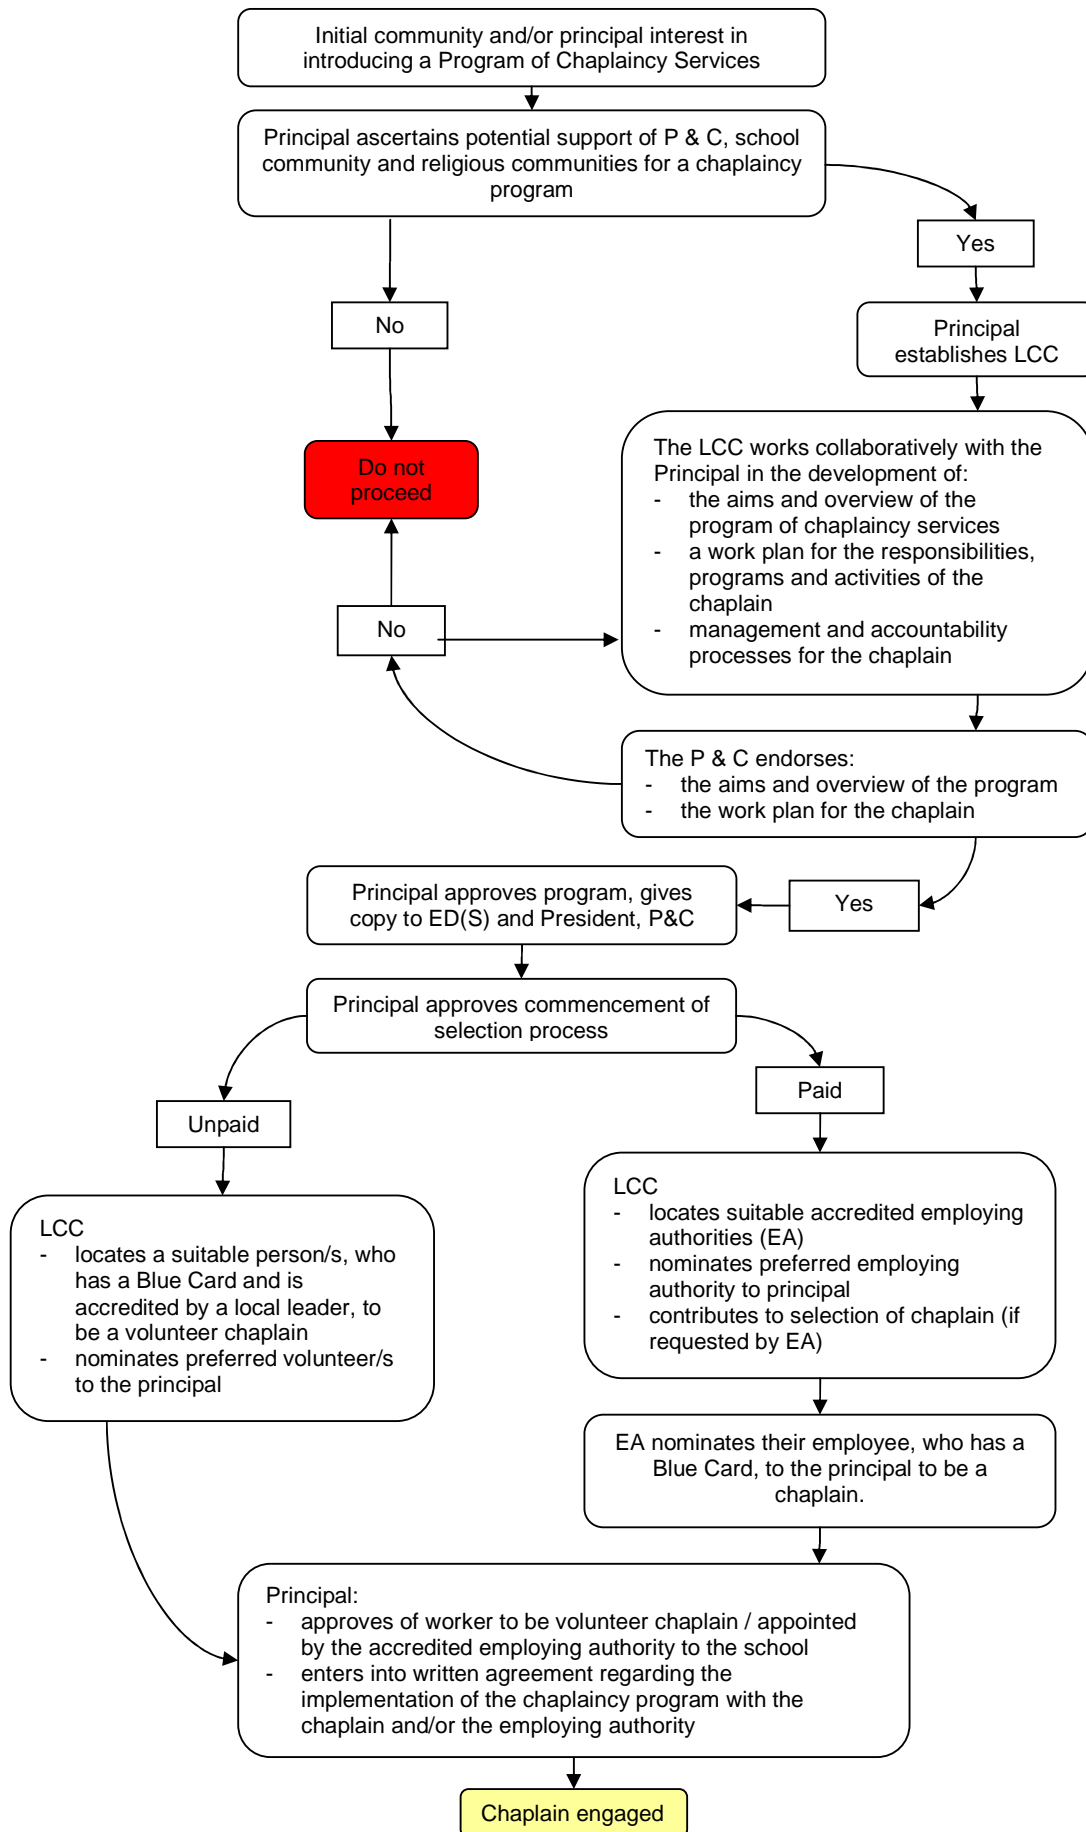 Initial community and/or principal interest in
introducing a Program of Chaplaincy Services
Principal ascertains potential support of P & C, school
community and religious communities for a chaplaincy
program
Yes
No
Principal
establishes LCC
Do not
proceed
The LCC works collaboratively with the
Principal in the development of:
- the aims and overview of the
program of chaplaincy services
- a work plan for the responsibilities,
programs and activities of the
chaplain
- management and accountability
processes for the chaplain
No
The P & C endorses:
- the aims and overview of the program
- the work plan for the chaplain
Yes
Principal approves program, gives
copy to ED(S) and President, P&C
Principal approves commencement of
selection process
Unpaid
Paid
LCC
- locates a suitable person/s, who
has a Blue Card and is
accredited by a local leader, to
be a volunteer chaplain
- nominates preferred volunteer/s
to the principal
LCC
- locates suitable accredited employing
authorities (EA)
- nominates preferred employing
authority to principal
- contributes to selection of chaplain (if
requested by EA)
EA nominates their employee, who has a
Blue Card, to the principal to be a
chaplain.
Principal:
- approves of worker to be volunteer chaplain / appointed
by the accredited employing authority to the school
- enters into written agreement regarding the
implementation of the chaplaincy program with the
chaplain and/or the employing authority
Chaplain engaged